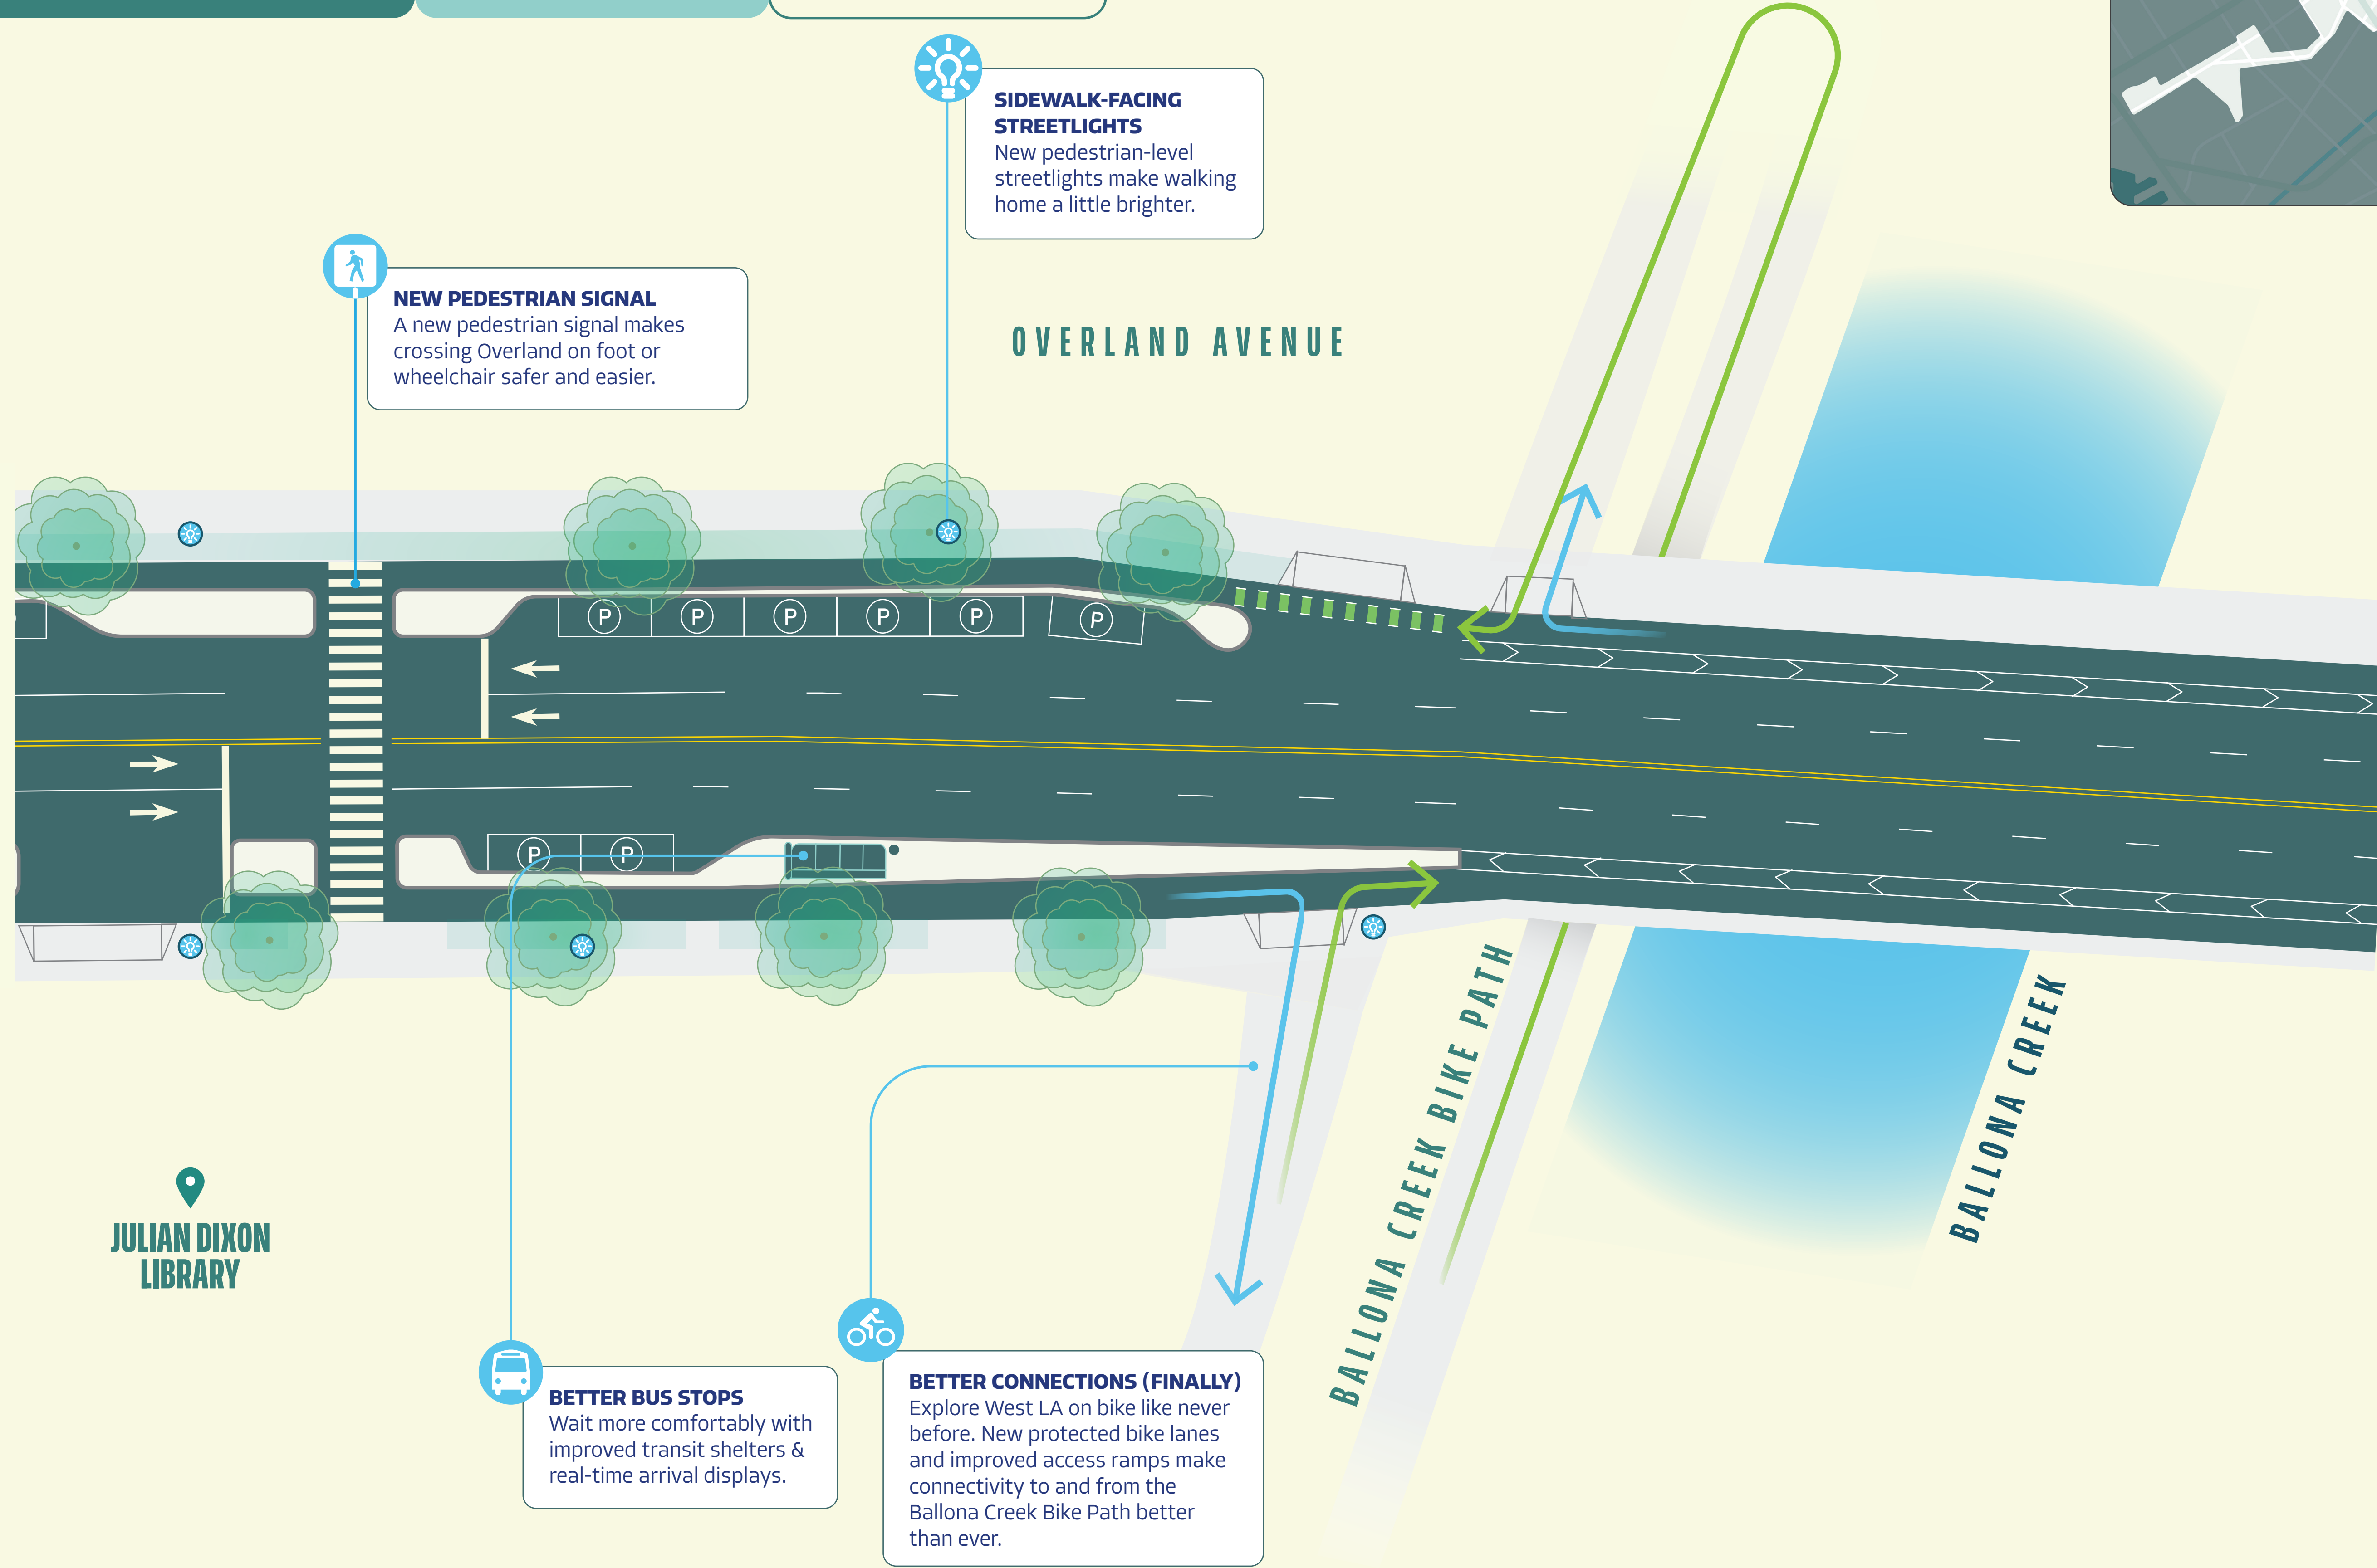 SIDEWALK-FACING
STREETLIGHTS
New pedestrian-level
streetlights make walking
home a little brighter.
NEW PEDESTRIAN SIGNAL
A new pedestrian signal makes
crossing Overland on foot or
wheelchair safer and easier.
OVERLAND AVENUE
P
P
P
P
P
P
P
P
BALLONA CREEK BIKE PATH
BALLONA CREEK
JULIAN DIXON
LIBRARY
BETTER BUS STOPS
Wait more comfortably with
improved transit shelters &
real-time arrival displays.
BETTER CONNECTIONS (FINALLY)
Explore West LA on bike like never
before. New protected bike lanes
and improved access ramps make
connectivity to and from the
Ballona Creek Bike Path better
than ever.